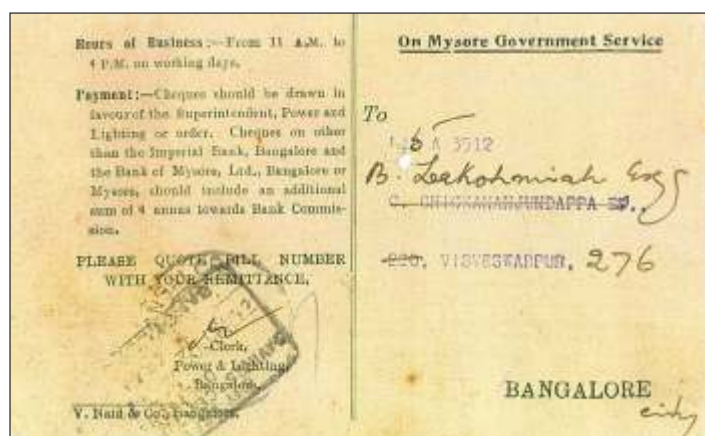 Hours of Business :—From 11 A.M. to
4 P.M. on working days.
Payment :—Cheques should be drawn in
favour of the Superintendent, Power and
Lighting or order. Cheques on other
than the Imperial Bank, Bangalore and
the Bank of Mysore, Ltd., Bangalore or
Mysore, should include an additional
sum of 4 annas towards Bank Commis-
sion.
PLEASE QUOTE BILL NUMBER
WITH YOUR REMITTANCE.
Clerk,
Power & Lighting,
Bangalore.
V. Naid & Co., Bangalore.
On Mysore Government Service
To
A 3512
B. Esq
C. CHICKANANJUNDAPPA
220, VISVESWARPUR, 276
BANGALORE
city